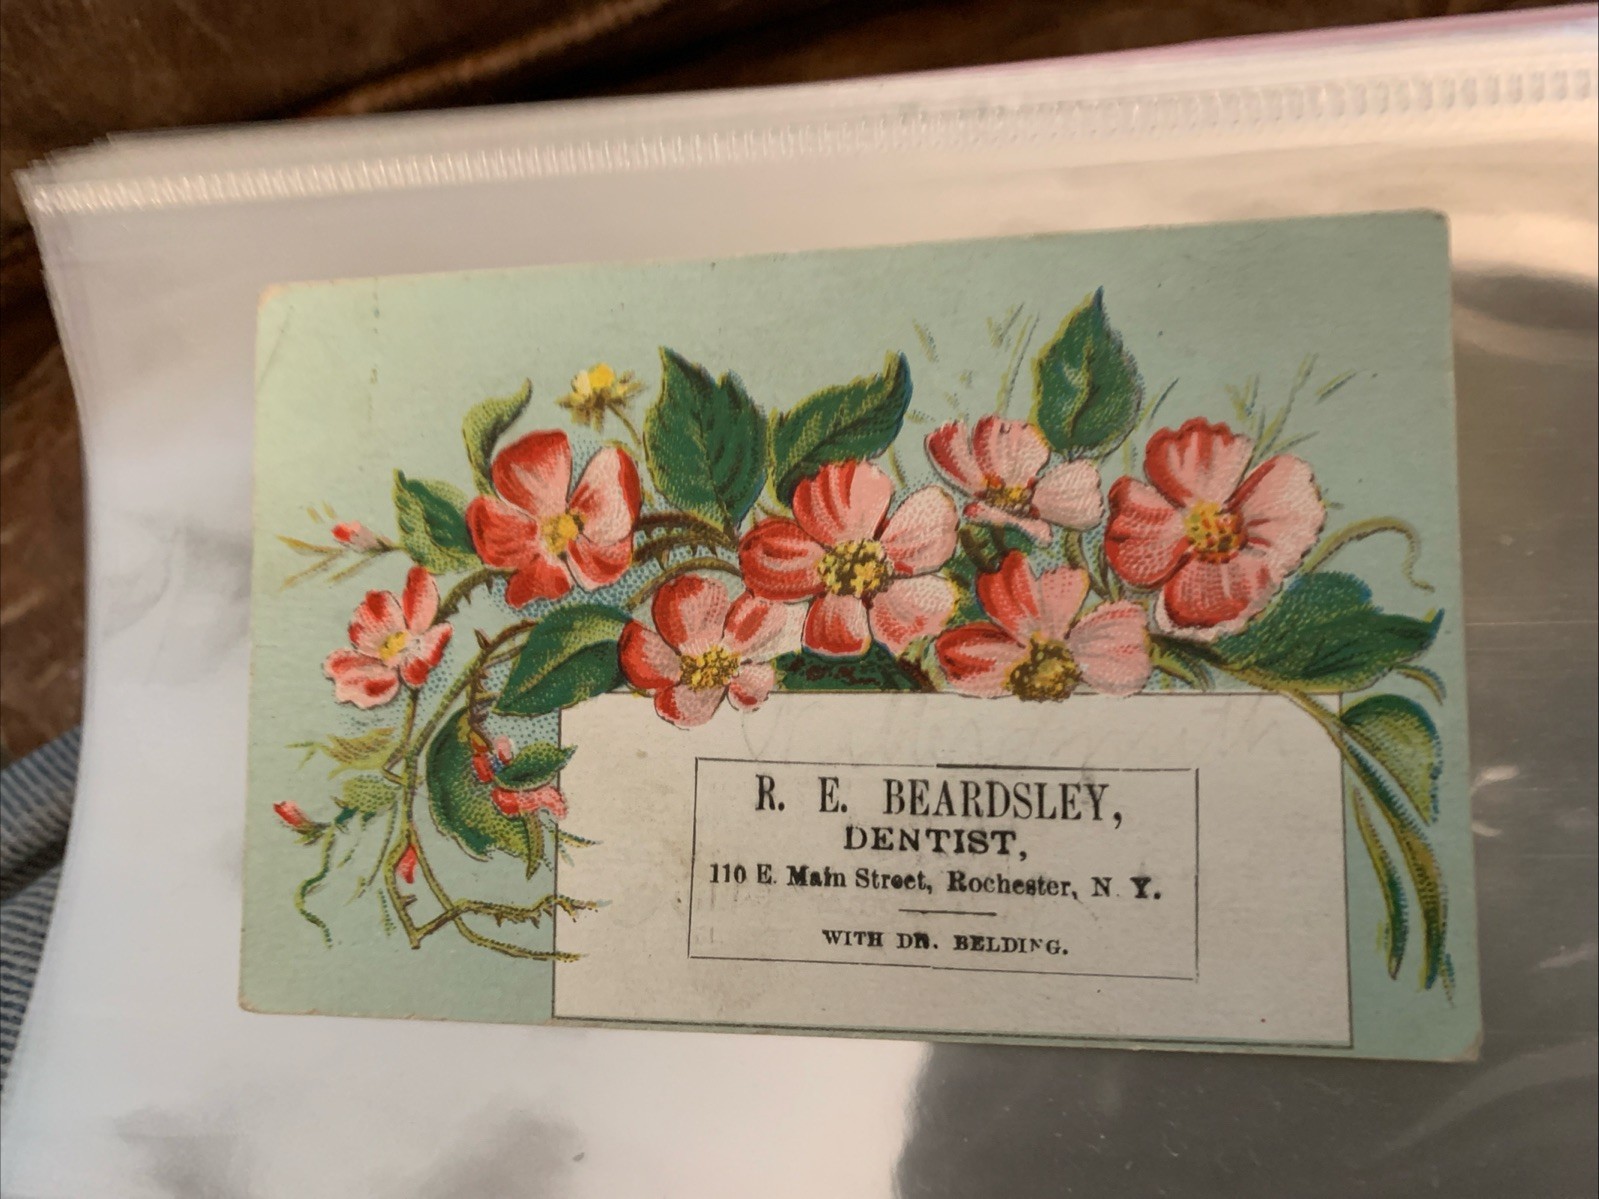 R. E. BEARDSLEY,
DENTIST,
110 E. Main Street, Rochester, N. Y.
WITH DR. BELDING.